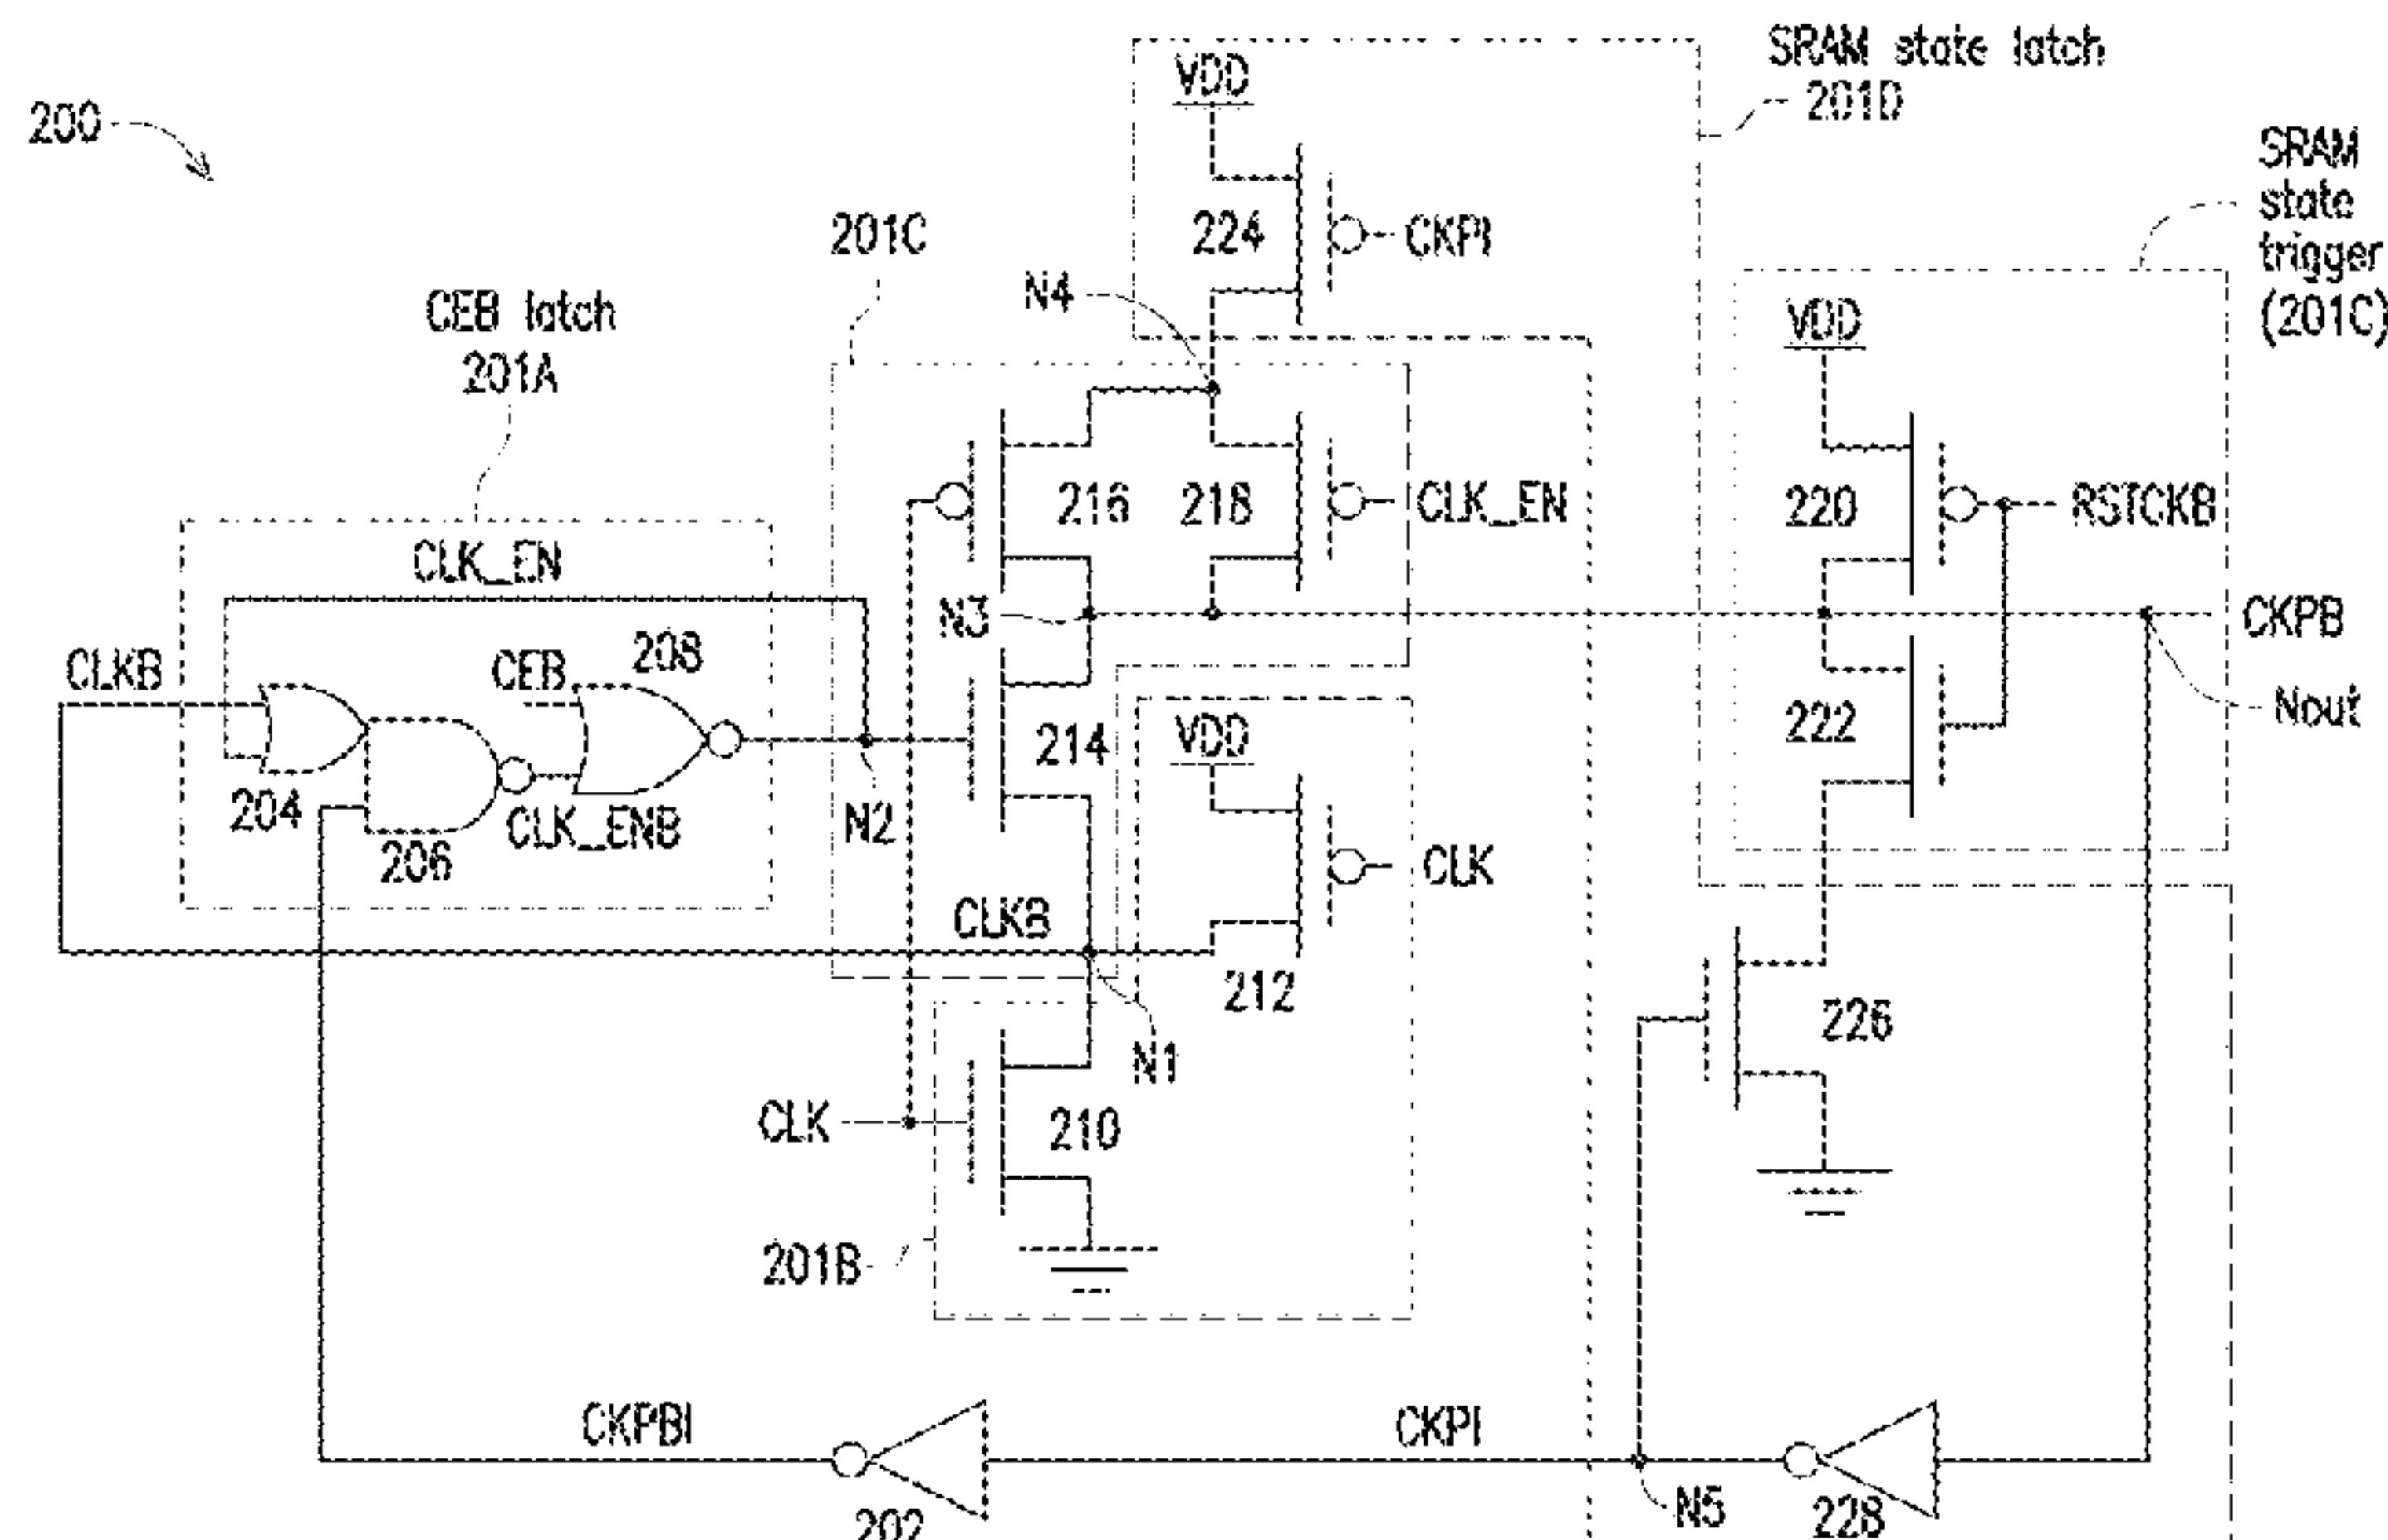 200
SRAM state latch
201D
SRAM
state
trigger
(201C)
VDD
224
CKPI
N4
201C
CEB latch
201A
VDD
216
218
CLK_EN
220
RSTCKB
CLK_EN
N3
CKPB
CLKB
CEB
208
204
206
CLK_ENB
N2
214
VDD
222
Nout
CLK
CLKB
212
226
N1
CLK
210
201B
CKPBI
CKPI
202
N5
228